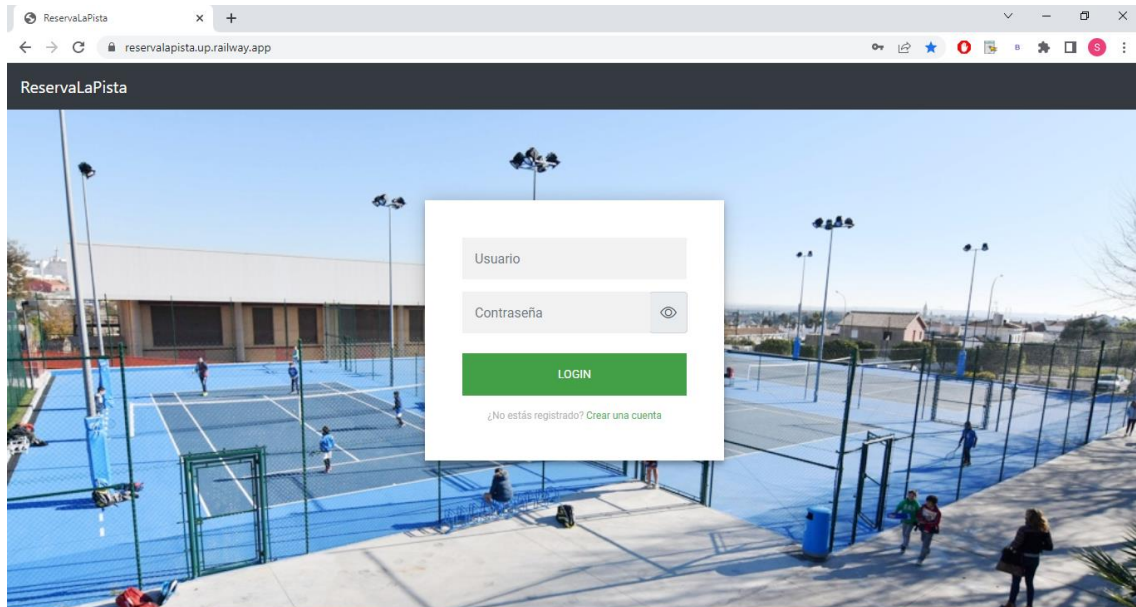 ReservaLaPista
reservalapista.up.railway.app
S
ReservaLaPista
Usuario
Contraseña
LOGIN
¿No estás registrado? Crear una cuenta